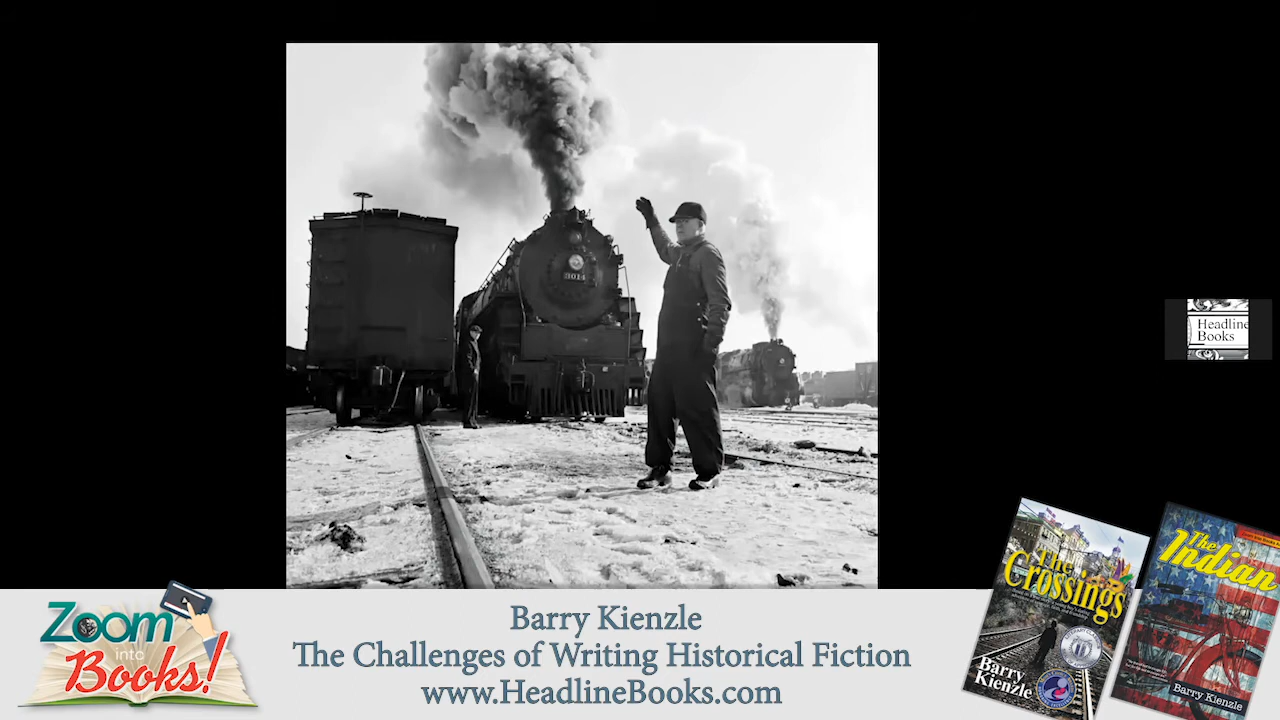 3014
Headline
Books
The
Crossings
Barry
Kienzle
The
Indian
Barry Kienzle
Zoom
into
Books!
Barry Kienzle
The Challenges of Writing Historical Fiction
www.HeadlineBooks.com